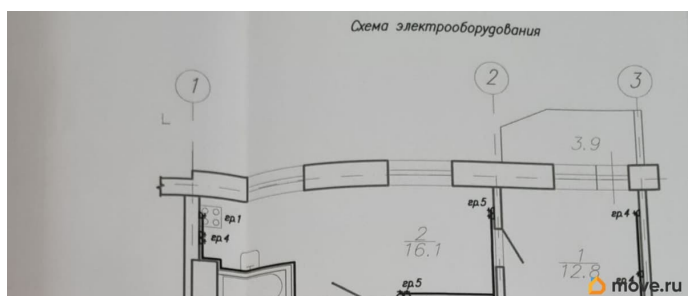 Схема электрооборудования
1
2
3
3.9
гр.1
гр.4
гр.5
гр.4
2
16.1
1
12.8
гр.4
гр.5
move.ru